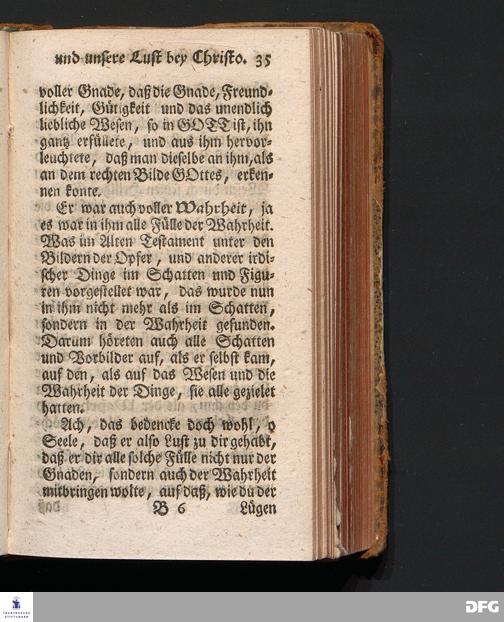 und unsere Lust bey Christo. 35
voller Gnade, daß die Gnade, Freund-
lichkeit, Gütigkeit und das unendlich
liebliche Wesen, so in GOTT ist, ihn
gantz erfüllete, und aus ihm hervor-
leuchtete, daß man dieselbe an ihm, als
an dem rechten Bilde GOttes, erken-
nen konte.
Er war auch voller Wahrheit, ja
es war in ihm alle Fülle der Wahrheit.
Was im Alten Testament unter den
Bildern der Opfer, und anderer irdi-
scher Dinge im Schatten und Figu-
ren vorgestellet war, das wurde nun
in ihm nicht mehr als im Schatten,
sondern in der Wahrheit gefunden.
Darum höreten auch alle Schatten
und Vorbilder auf, als er selbst kam,
auf den, als auf das Wesen und die
Wahrheit der Dinge, sie alle gezielet
hatten.
Ach, das bedencke doch wohl, o
Seele, daß er also Lust zu dir gehabt,
daß er dir alle solche Fülle nicht nur der
Gnaden, sondern auch der Wahrheit
mitbringen wolte, auf daß, wie du der
B 6 Lügen
FRANCKESCHE
STIFTUNGEN
DFG